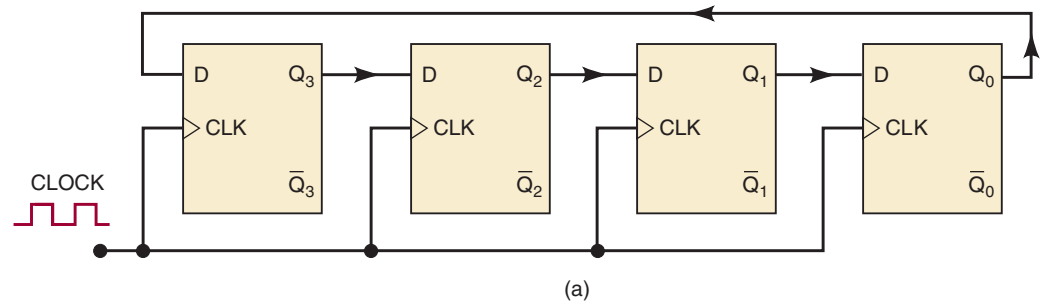 D Q₃ D Q₂ D Q₁ D Q₀
CLK CLK CLK CLK
CLOCK
Q̅₃ Q̅₂ Q̅₁ Q̅₀
(a)